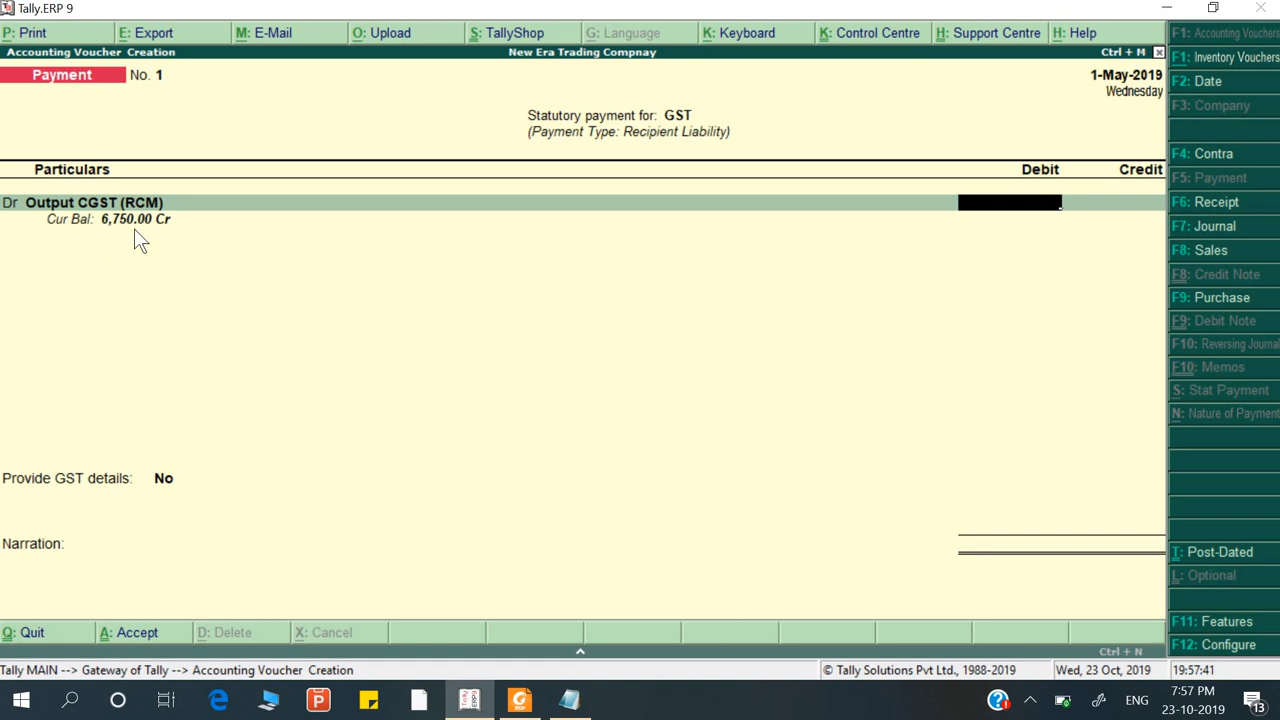 Tally.ERP 9
P: Print E: Export M: E-Mail O: Upload S: TallyShop G: Language K: Keyboard K: Control Centre H: Support Centre H: Help
Accounting Voucher Creation New Era Trading Compnay Ctrl + M
Payment No. 1 1-May-2019
Wednesday
Statutory payment for: GST
(Payment Type: Recipient Liability)
Particulars Debit Credit
Dr Output CGST (RCM)
Cur Bal: 6,750.00 Cr
Provide GST details: No
Narration:
F1: Accounting Vouchers
F1: Inventory Vouchers
F2: Date
F3: Company
F4: Contra
F5: Payment
F6: Receipt
F7: Journal
F8: Sales
F8: Credit Note
F9: Purchase
F9: Debit Note
F10: Reversing Journal
F10: Memos
S: Stat Payment
N: Nature of Payment
T: Post-Dated
L: Optional
F11: Features
F12: Configure
Q: Quit A: Accept D: Delete X: Cancel
Ctrl + N
Tally MAIN --> Gateway of Tally --> Accounting Voucher Creation © Tally Solutions Pvt Ltd., 1988-2019 Wed, 23 Oct, 2019 19:57:41
ENG 7:57 PM
23-10-2019 13